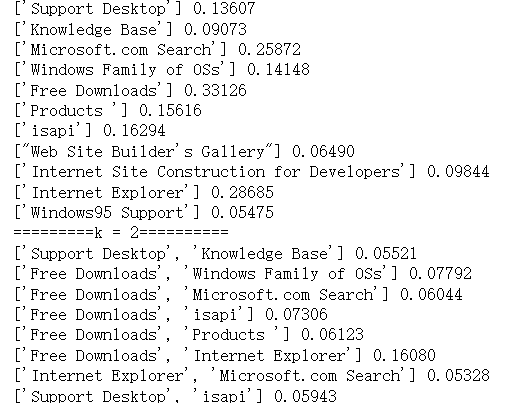 ['Support Desktop'] 0.13607
['Knowledge Base'] 0.09073
['Microsoft.com Search'] 0.25872
['Windows Family of OSs'] 0.14148
['Free Downloads'] 0.33126
['Products '] 0.15616
['isapi'] 0.16294
["Web Site Builder's Gallery"] 0.06490
['Internet Site Construction for Developers'] 0.09844
['Internet Explorer'] 0.28685
['Windows95 Support'] 0.05475
=========k = 2==========
['Support Desktop', 'Knowledge Base'] 0.05521
['Free Downloads', 'Windows Family of OSs'] 0.07792
['Free Downloads', 'Microsoft.com Search'] 0.06044
['Free Downloads', 'isapi'] 0.07306
['Free Downloads', 'Products '] 0.06123
['Free Downloads', 'Internet Explorer'] 0.16080
['Internet Explorer', 'Microsoft.com Search'] 0.05328
['Support Desktop', 'isapi'] 0.05943